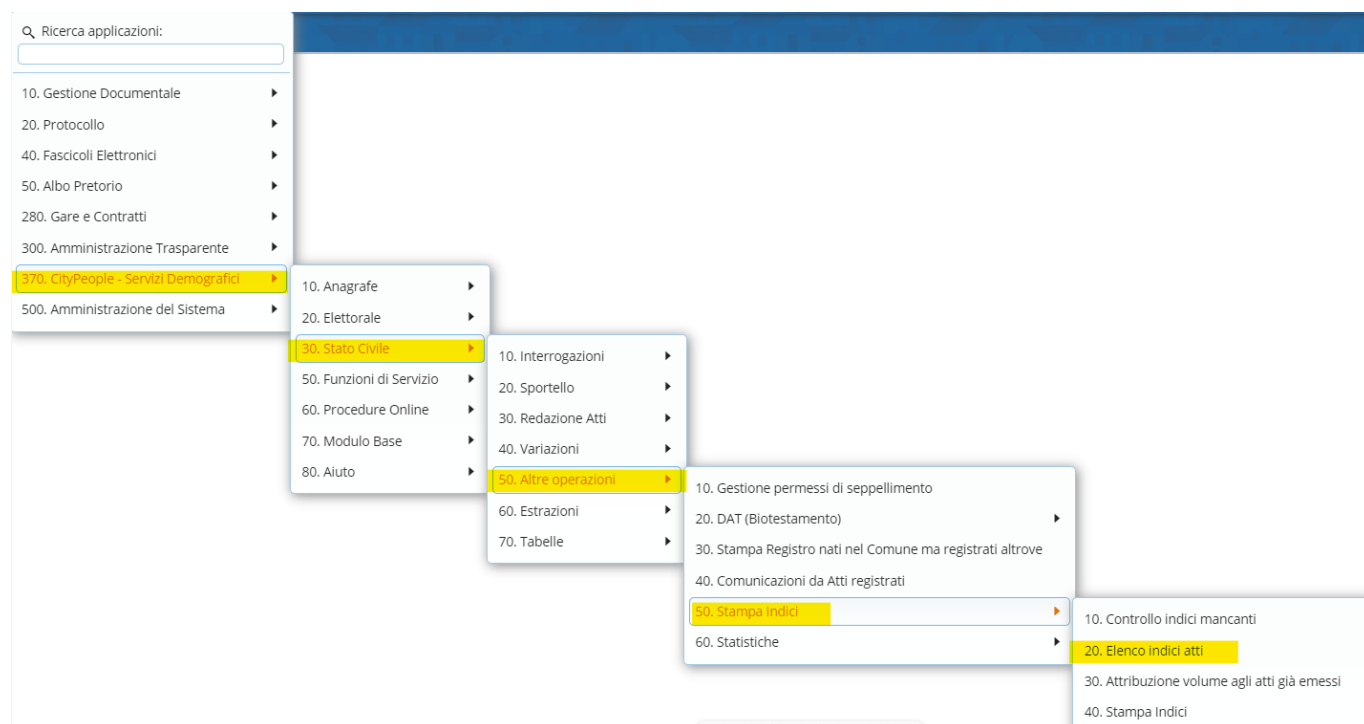 Ricerca applicazioni:
10. Gestione Documentale
20. Protocollo
40. Fascicoli Elettronici
50. Albo Pretorio
280. Gare e Contratti
300. Amministrazione Trasparente
370. CityPeople - Servizi Demografici
500. Amministrazione del Sistema
10. Anagrafe
20. Elettorale
30. Stato Civile
50. Funzioni di Servizio
60. Procedure Online
70. Modulo Base
80. Aiuto
10. Interrogazioni
20. Sportello
30. Redazione Atti
40. Variazioni
50. Altre operazioni
60. Estrazioni
70. Tabelle
10. Gestione permessi di seppellimento
20. DAT (Biotestamento)
30. Stampa Registro nati nel Comune ma registrati altrove
40. Comunicazioni da Atti registrati
50. Stampa Indici
60. Statistiche
10. Controllo indici mancanti
20. Elenco indici atti
30. Attribuzione volume agli atti già emessi
40. Stampa Indici